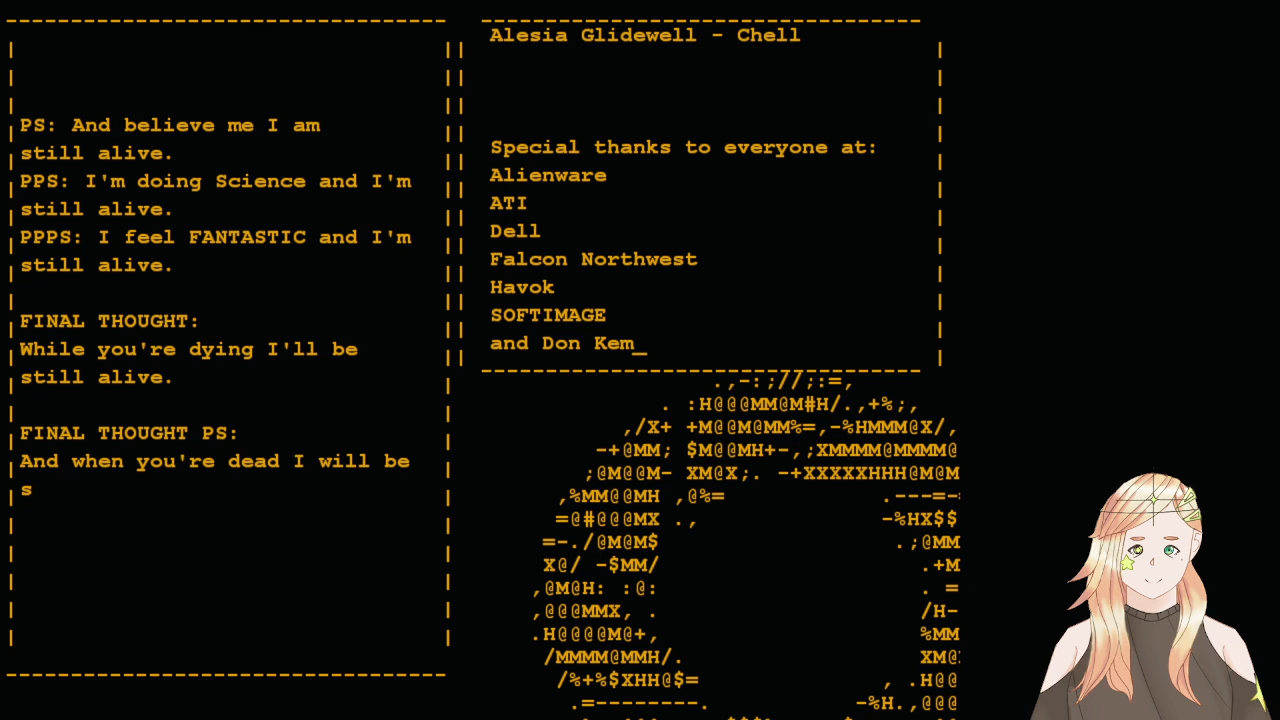 PS: And believe me I am
still alive.
PPS: I'm doing Science and I'm
still alive.
PPPS: I feel FANTASTIC and I'm
still alive.
FINAL THOUGHT:
While you're dying I'll be
still alive.
FINAL THOUGHT PS:
And when you're dead I will be
s
Alesia Glidewell - Chell
Special thanks to everyone at:
Alienware
ATI
Dell
Falcon Northwest
Havok
SOFTIMAGE
and Don Kem_